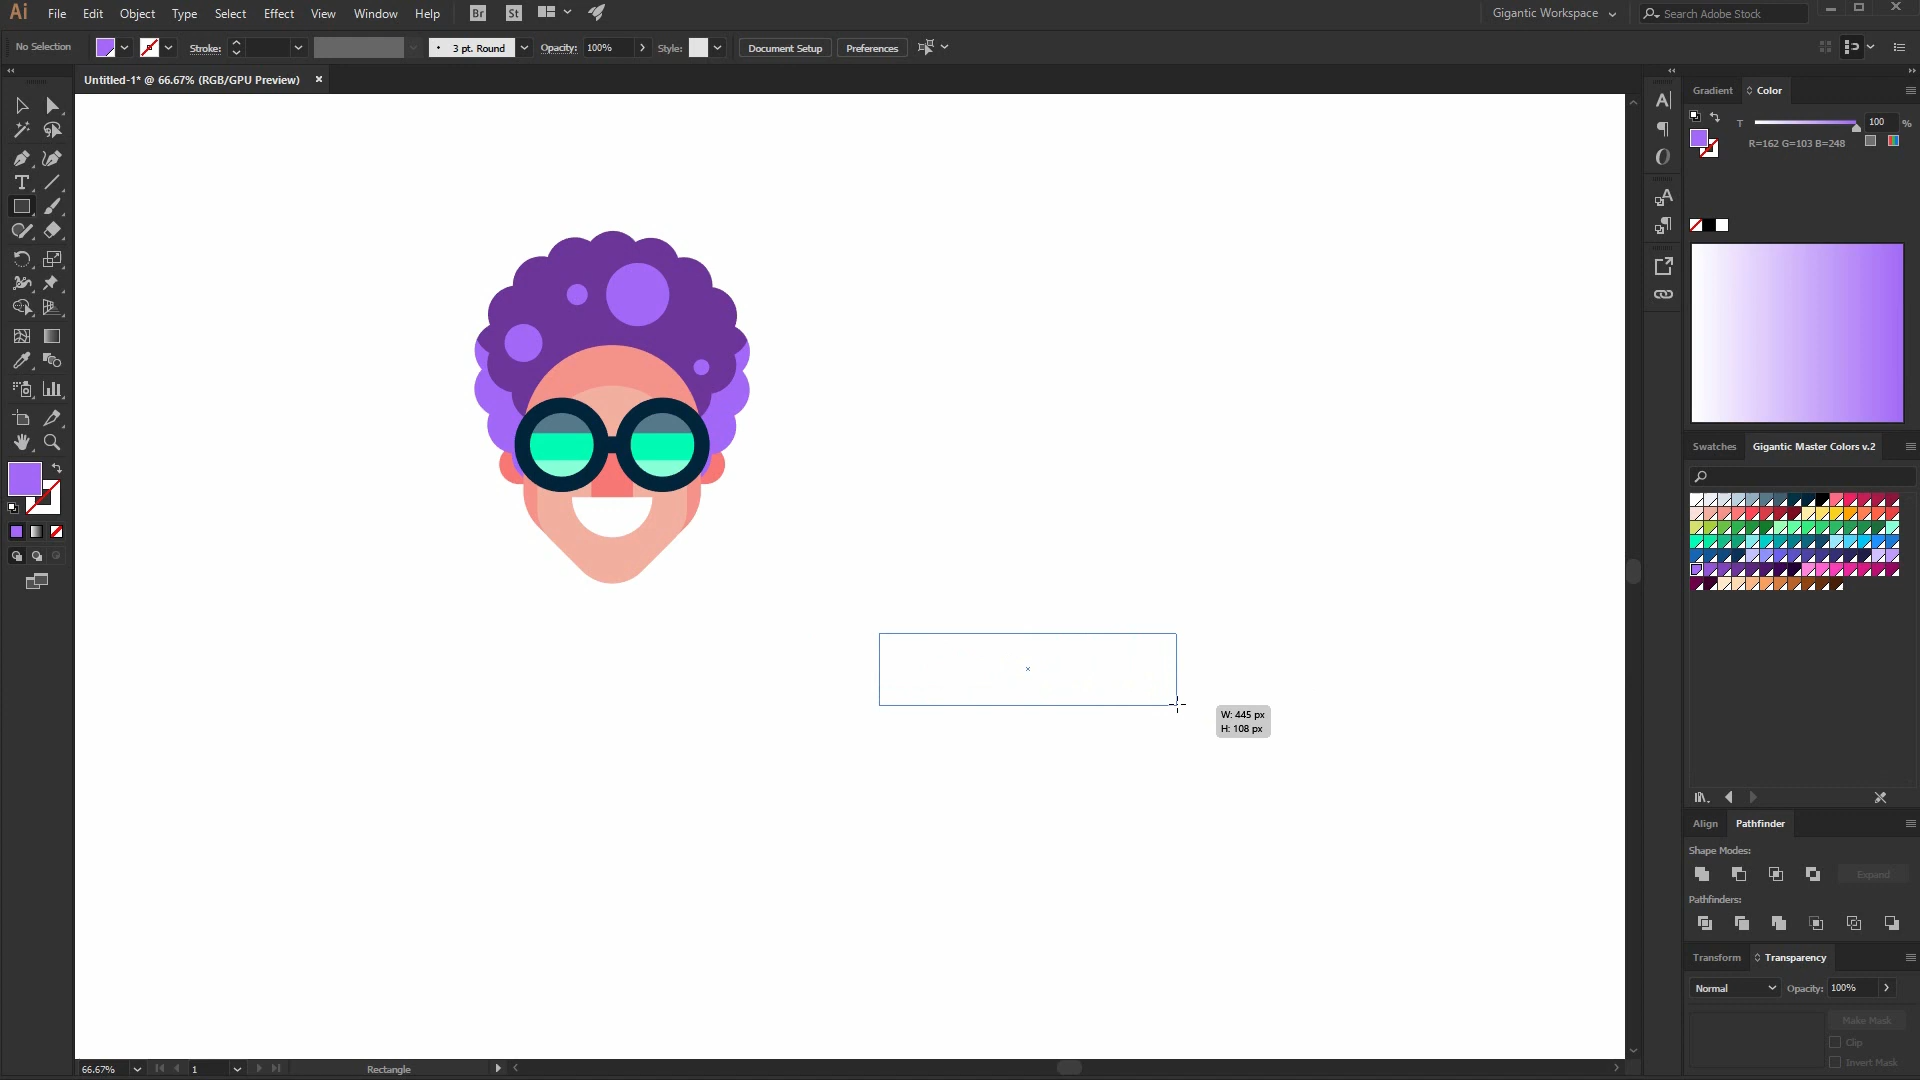 Ai File Edit Object Type Select Effect View Window Help Br St Gigantic Workspace Search Adobe Stock
No Selection Stroke: 3 pt. Round Opacity: 100% Style: Document Setup Preferences
Untitled-1* @ 66.67% (RGB/GPU Preview)
Gradient Color
T 100 %
R=162 G=103 B=248
Swatches Gigantic Master Colors v.2
W: 445 px
H: 108 px
Align Pathfinder
Shape Modes:
Expand
Pathfinders:
Transform Transparency
Normal Opacity: 100%
Make Mask
Clip
Invert Mask
66.67% 1 Rectangle